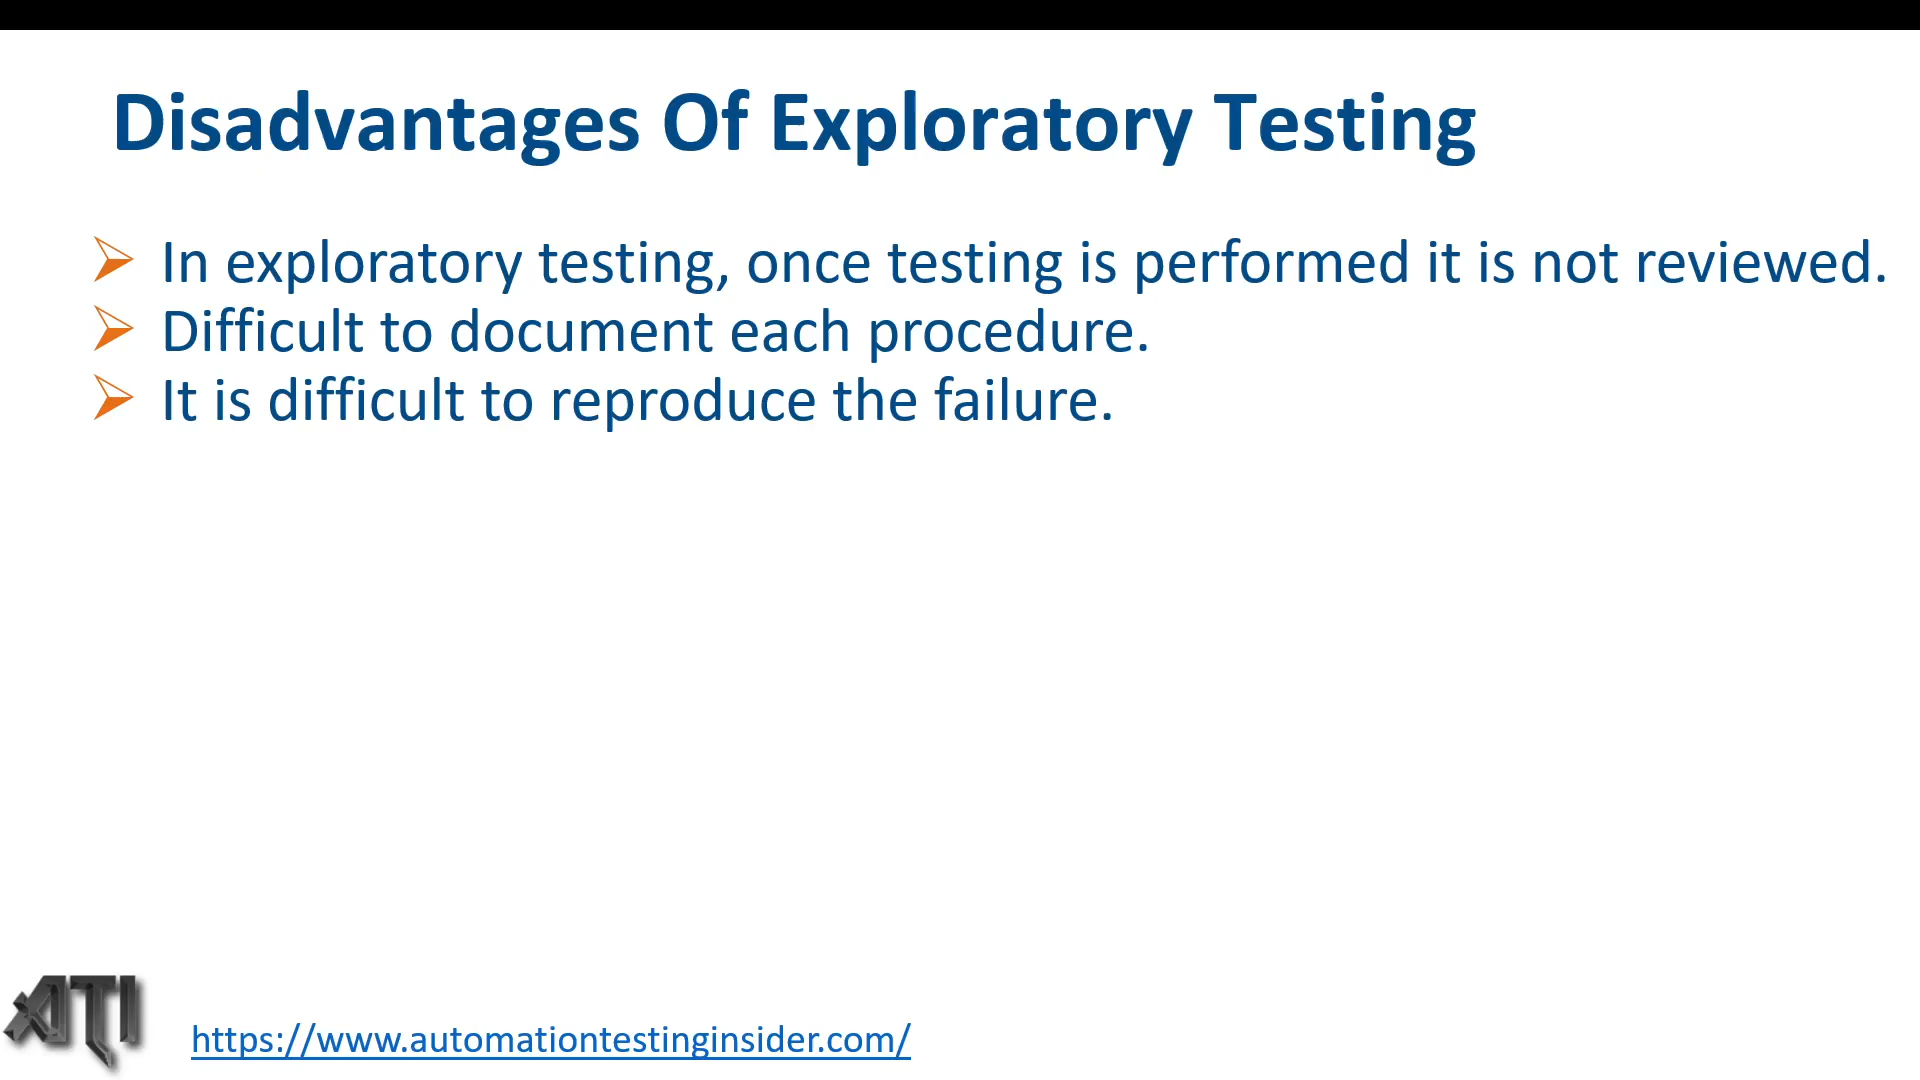 Disadvantages Of Exploratory Testing
In exploratory testing, once testing is performed it is not reviewed.
Difficult to document each procedure.
It is difficult to reproduce the failure.
ATI
https://www.automationtestinginsider.com/